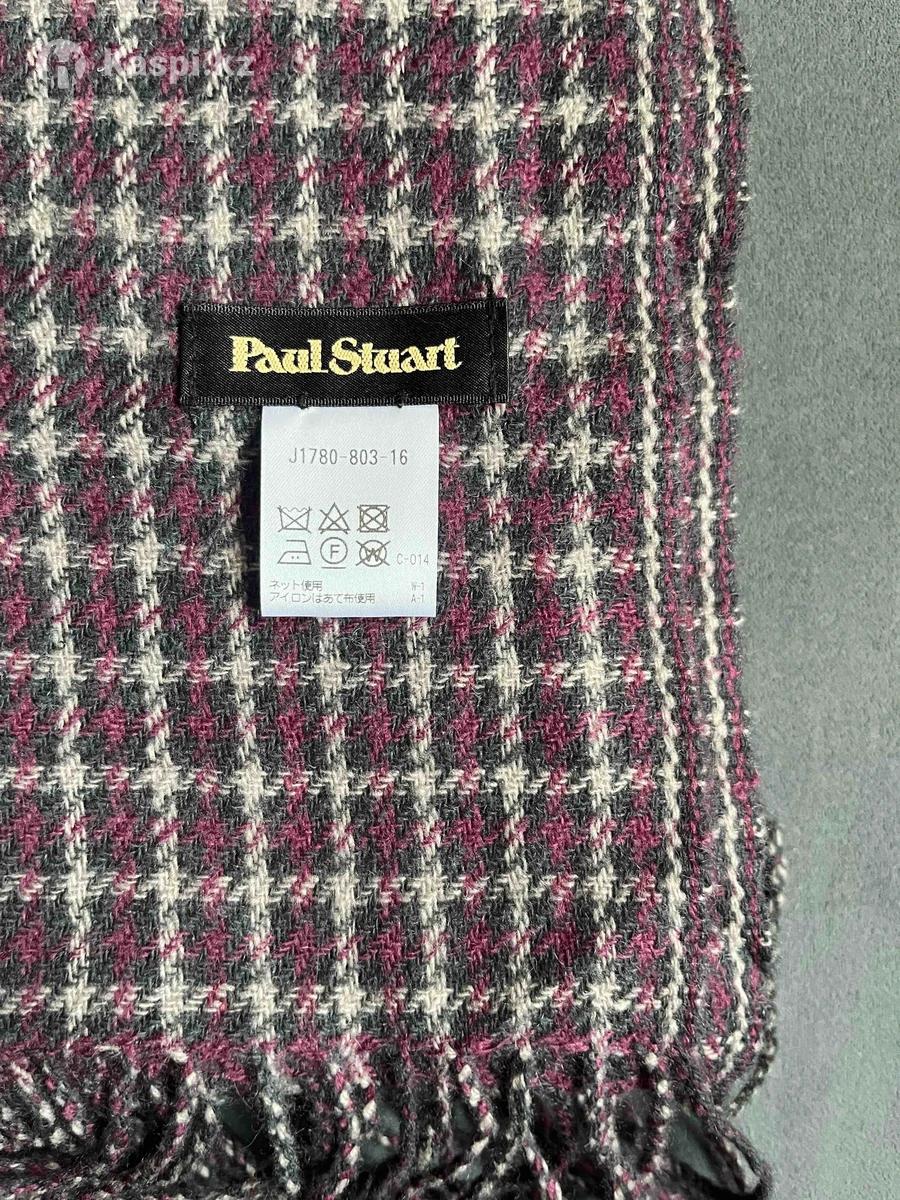 Kaspi.kz
Paul Stuart
J1780-803-16
F W C-014
ネット使用 W-1
アイロンはあて布使用 A-1